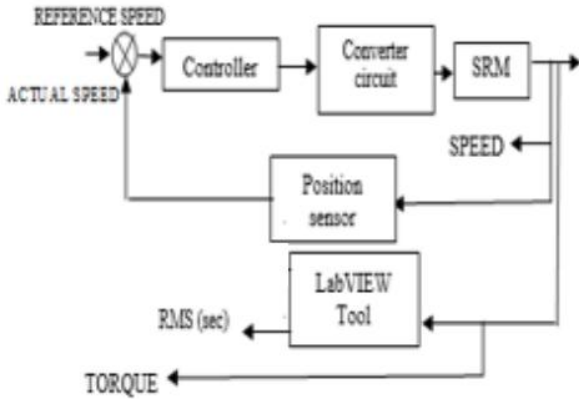 REFERENCE SPEED
Controller
Converter
circuit
SRM
ACTUAL SPEED
SPEED
Position
sensor
LabVIEW
Tool
RMS (sec)
TORQUE